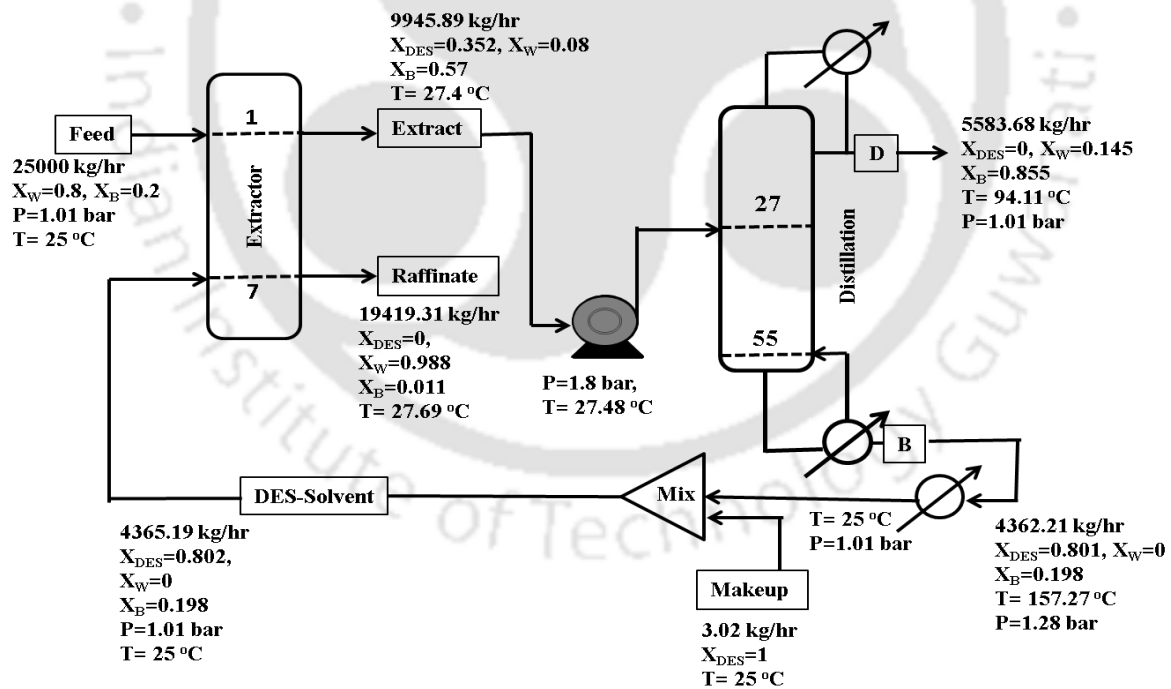 9945.89 kg/hr
X_DES=0.352, X_W=0.08
X_B=0.57
T= 27.4 °C
Feed
1
Extract
25000 kg/hr
X_W=0.8, X_B=0.2
P=1.01 bar
T= 25 °C
Extractor
7
Raffinate
19419.31 kg/hr
X_DES=0,
X_W=0.988
X_B=0.011
T= 27.69 °C
P=1.8 bar,
T= 27.48 °C
27
55
Distillation
D
5583.68 kg/hr
X_DES=0, X_W=0.145
X_B=0.855
T= 94.11 °C
P=1.01 bar
B
T= 25 °C
P=1.01 bar
4362.21 kg/hr
X_DES=0.801, X_W=0
X_B=0.198
T= 157.27 °C
P=1.28 bar
Mix
Makeup
3.02 kg/hr
X_DES=1
T= 25 °C
DES-Solvent
4365.19 kg/hr
X_DES=0.802,
X_W=0
X_B=0.198
P=1.01 bar
T= 25 °C
Indian Institute of Technology Guwahati